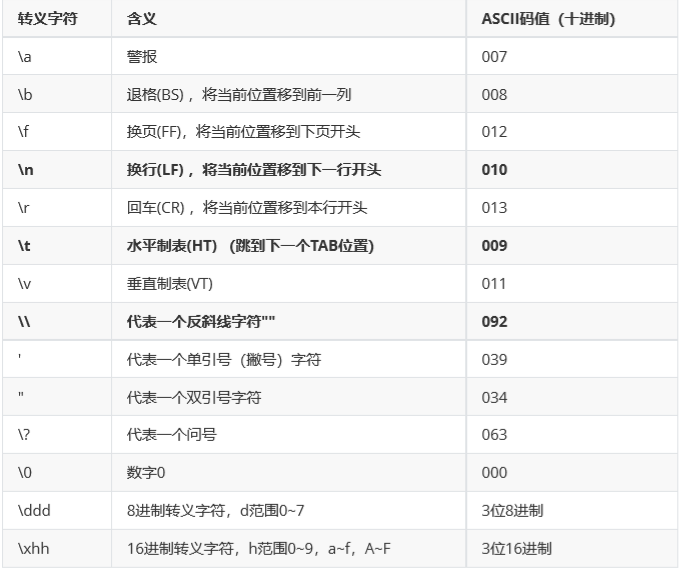 转义字符 含义 ASCII码值（十进制）
\a 警报 007
\b 退格(BS) ，将当前位置移到前一列 008
\f 换页(FF)，将当前位置移到下页开头 012
\n 换行(LF) ，将当前位置移到下一行开头 010
\r 回车(CR) ，将当前位置移到本行开头 013
\t 水平制表(HT) （跳到下一个TAB位置） 009
\v 垂直制表(VT) 011
\\ 代表一个反斜线字符"" 092
' 代表一个单引号（撇号）字符 039
" 代表一个双引号字符 034
\? 代表一个问号 063
\0 数字0 000
\ddd 8进制转义字符，d范围0~7 3位8进制
\xhh 16进制转义字符，h范围0~9，a~f，A~F 3位16进制